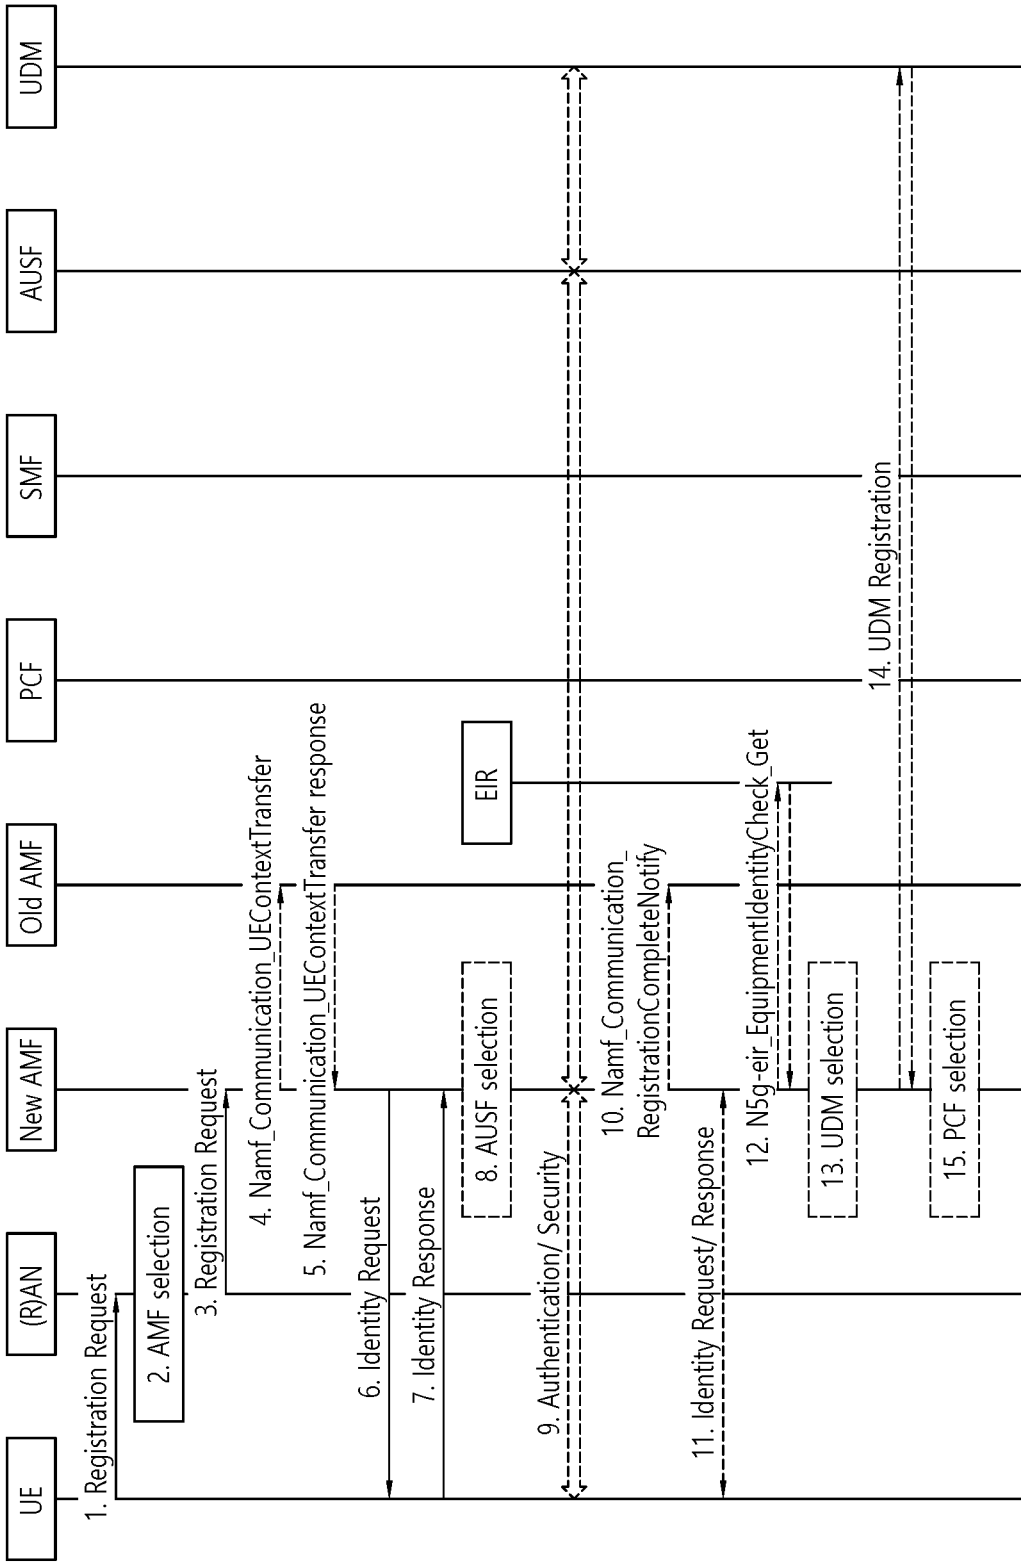 UE
(R)AN
New AMF
Old AMF
PCF
SMF
AUSF
UDM
1. Registration Request
2. AMF selection
3. Registration Request
4. Namf_Communication_UEContextTransfer
5. Namf_Communication_UEContextTransfer response
6. Identity Request
7. Identity Response
8. AUSF selection
EIR
9. Authentication/ Security
10. Namf_Communication_
RegistrationCompleteNotify
11. Identity Request/ Response
12. N5g-eir_EquipmentIdentityCheck_Get
13. UDM selection
14. UDM Registration
15. PCF selection